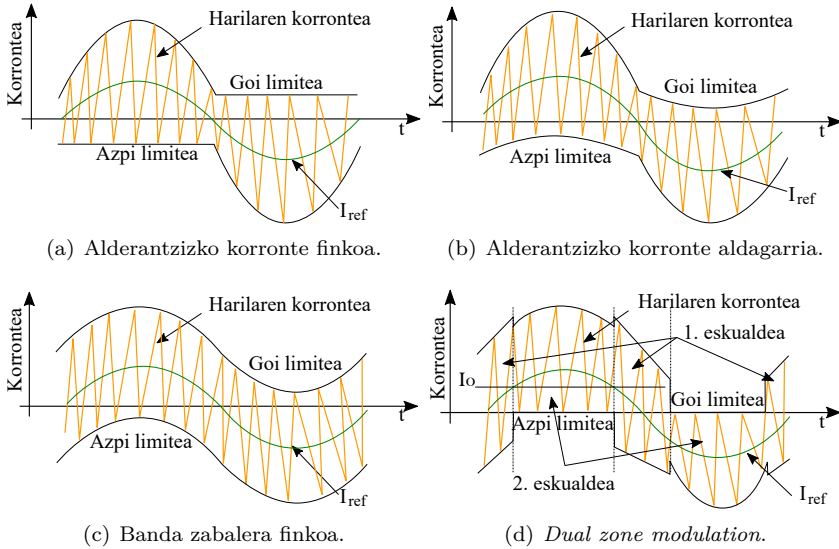 Korrontea
Harilaren korrontea
Goi limitea
t
Azpi limitea
Iref
(a) Alderantzizko korronte finkoa.
Korrontea
Harilaren korrontea
Goi limitea
t
Azpi limitea
Iref
(b) Alderantzizko korronte aldagarria.
Korrontea
Harilaren korrontea
Goi limitea
t
Azpi limitea
Iref
(c) Banda zabalera finkoa.
Korrontea
Harilaren korrontea
1. eskualdea
Io
Goi limitea
t
Azpi limitea
2. eskualdea
Iref
(d) Dual zone modulation.